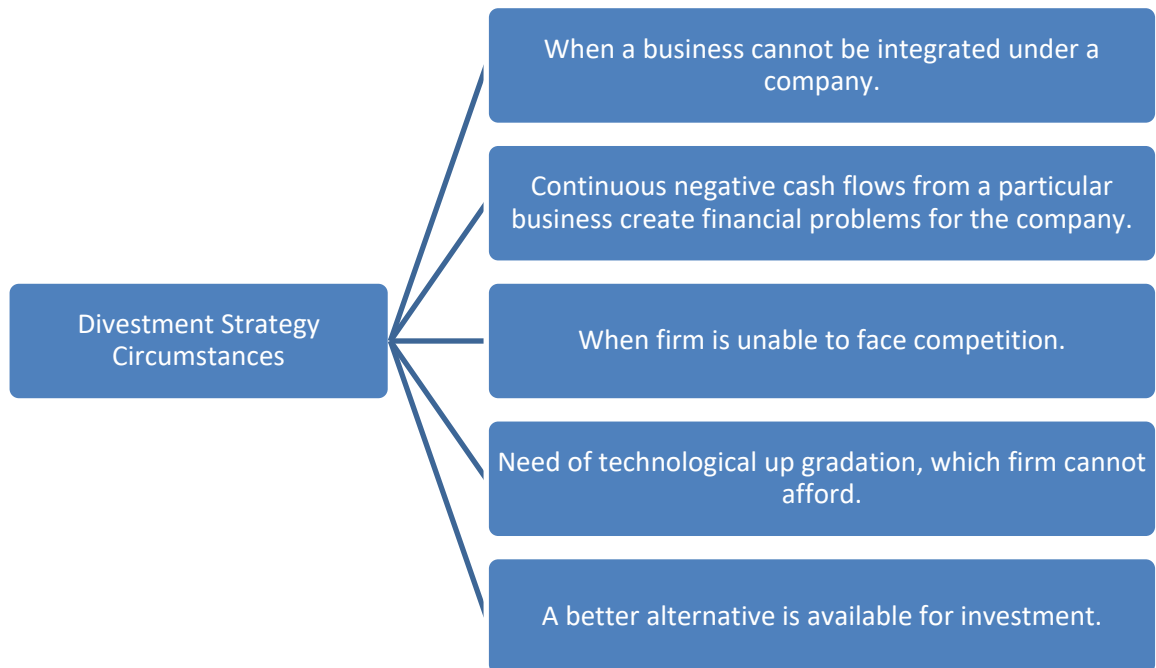 When a business cannot be integrated under a
company.
Continuous negative cash flows from a particular
business create financial problems for the company.
Divestment Strategy
Circumstances
When firm is unable to face competition.
Need of technological up gradation, which firm cannot
afford.
A better alternative is available for investment.